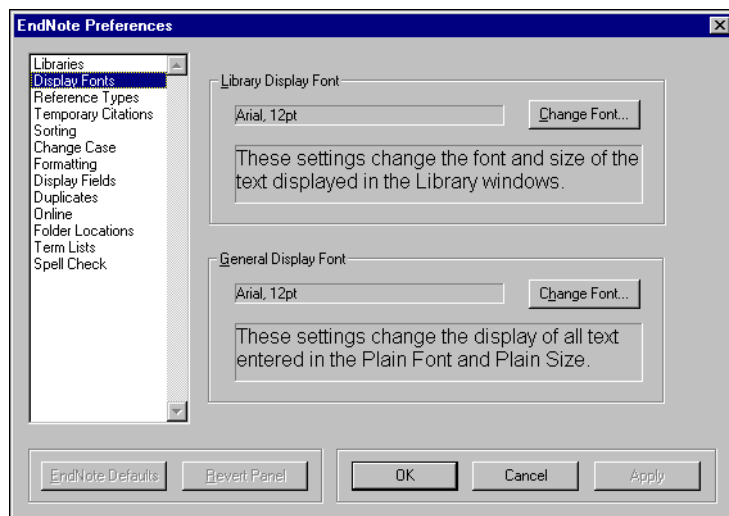 EndNote Preferences
Libraries
Display Fonts
Reference Types
Temporary Citations
Sorting
Change Case
Formatting
Display Fields
Duplicates
Online
Folder Locations
Term Lists
Spell Check
Library Display Font
Arial, 12pt
Change Font...
These settings change the font and size of the
text displayed in the Library windows.
General Display Font
Arial, 12pt
Change Font...
These settings change the display of all text
entered in the Plain Font and Plain Size.
EndNote Defaults
Revert Panel
OK
Cancel
Apply